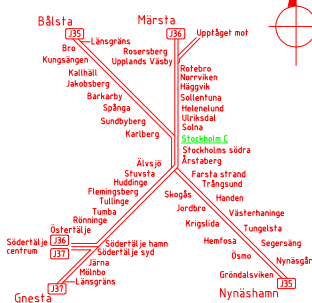 Bålsta
J35
Länsgräns
Bro
Kungsängen
Kallhäll
Jakobsberg
Barkarby
Spånga
Sundbyberg
Karlberg
Märsta
J36
Upptåget mot
Rosersberg
Upplands Väsby
Rotebro
Norrviken
Häggvik
Sollentuna
Helenelund
Ulriksdal
Solna
Stockholm C
Stockholms södra
Årstaberg
Älvsjö
Stuvsta
Huddinge
Flemingsberg
Tullinge
Tumba
Rönninge
Östertälje
J36
Södertälje
centrum
J37
Södertälje hamn
Södertälje syd
Järna
Mölnbo
Länsgräns
J37
Gnesta
Farsta strand
Trångsund
Skogås
Handen
Jordbro
Västerhaninge
Krigslida
Tungelsta
Hemfosa
Segersäng
Ösmo
Nynäsgård
Gröndalsviken
J35
Nynäshamn